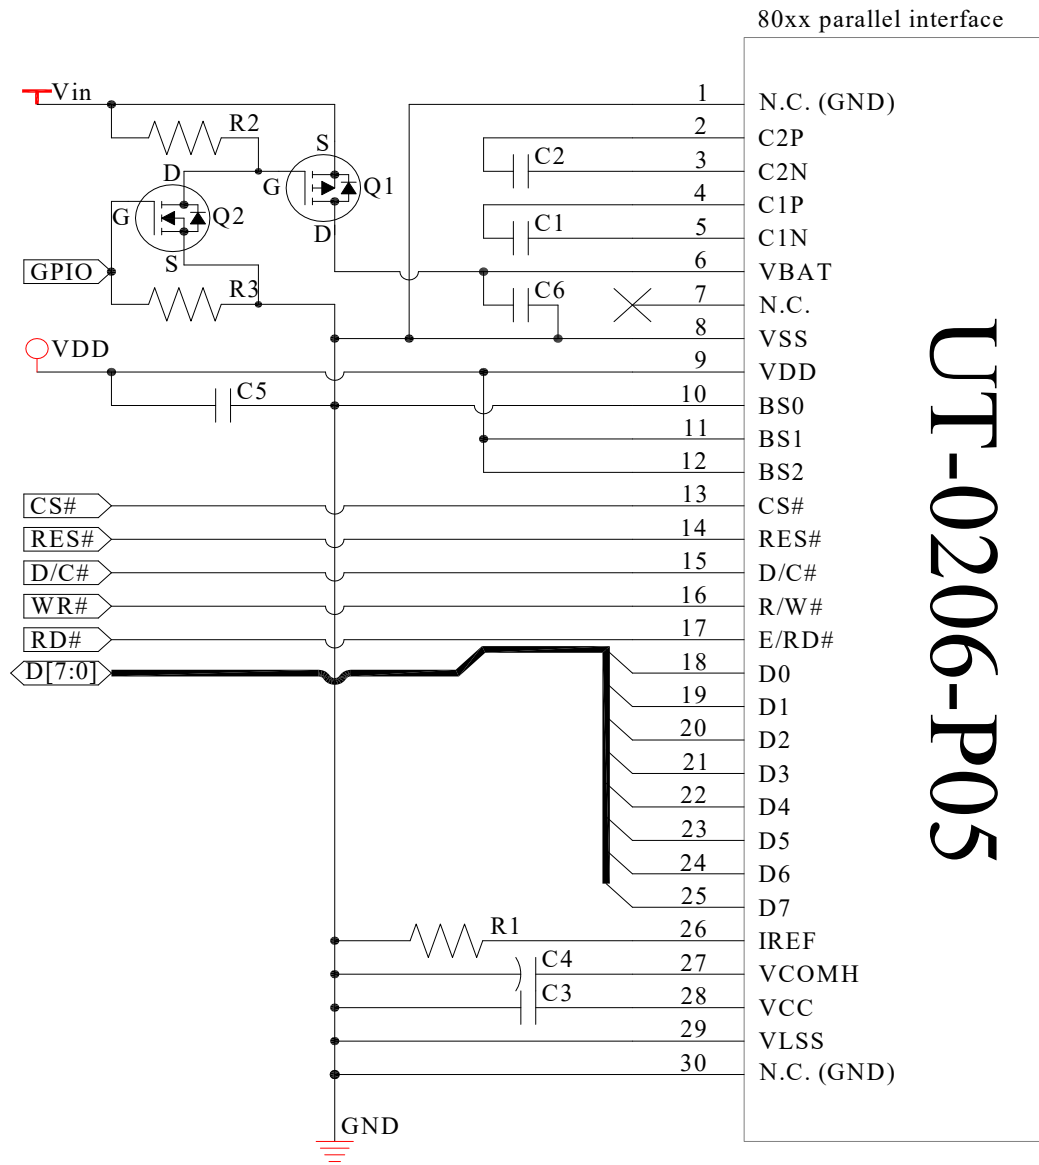 80xx parallel interface
Vin
R2
S
D
G
Q1
G
Q2
D
S
GPIO
R3
VDD
C5
C2
C1
C6
1 N.C. (GND)
2 C2P
3 C2N
4 C1P
5 C1N
6 VBAT
7 N.C.
8 VSS
9 VDD
10 BS0
11 BS1
12 BS2
CS# 13 CS#
RES# 14 RES#
D/C# 15 D/C#
WR# 16 R/W#
RD# 17 E/RD#
D[7:0] 18 D0
19 D1
20 D2
21 D3
22 D4
23 D5
24 D6
25 D7
R1 26 IREF
C4 27 VCOMH
C3 28 VCC
29 VLSS
30 N.C. (GND)
GND
UT-0206-P05